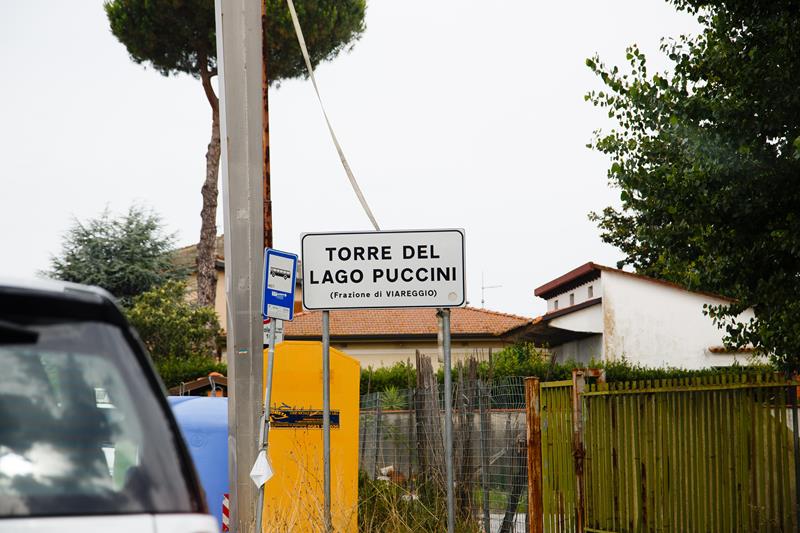 TORRE DEL
LAGO PUCCINI
(Frazione di VIAREGGIO)